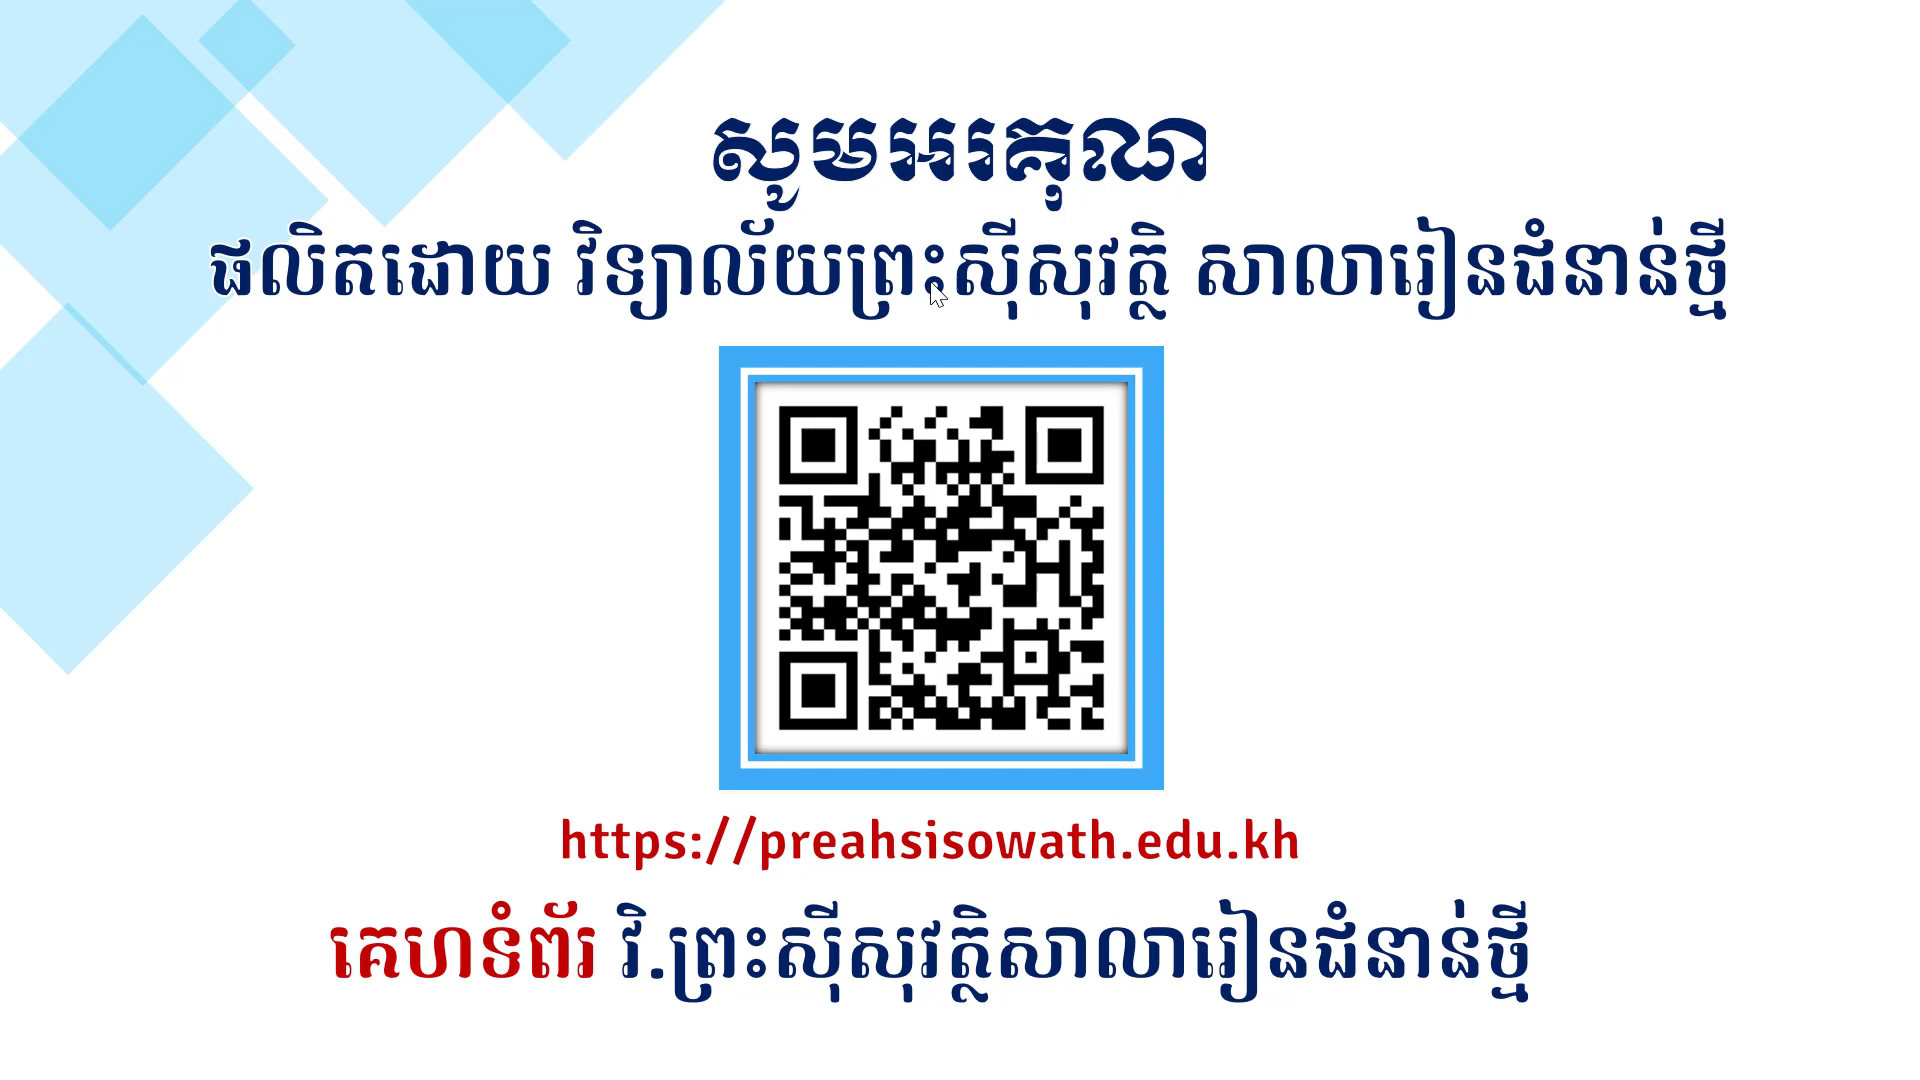 សូមអរគុណ
ផលិតដោយ វិទ្យាល័យព្រះស៊ីសុវត្ថិ សាលារៀនជំនាន់ថ្មី
https://preahsisowath.edu.kh
គេហទំព័រ វិ.ព្រះស៊ីសុវត្ថិសាលារៀនជំនាន់ថ្មី